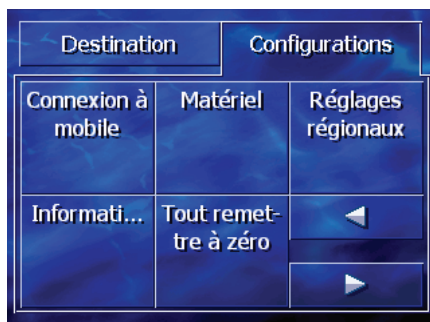 Destination
Configurations
Connexion à
mobile
Matériel
Réglages
régionaux
Informati...
Tout remet-
tre à zéro